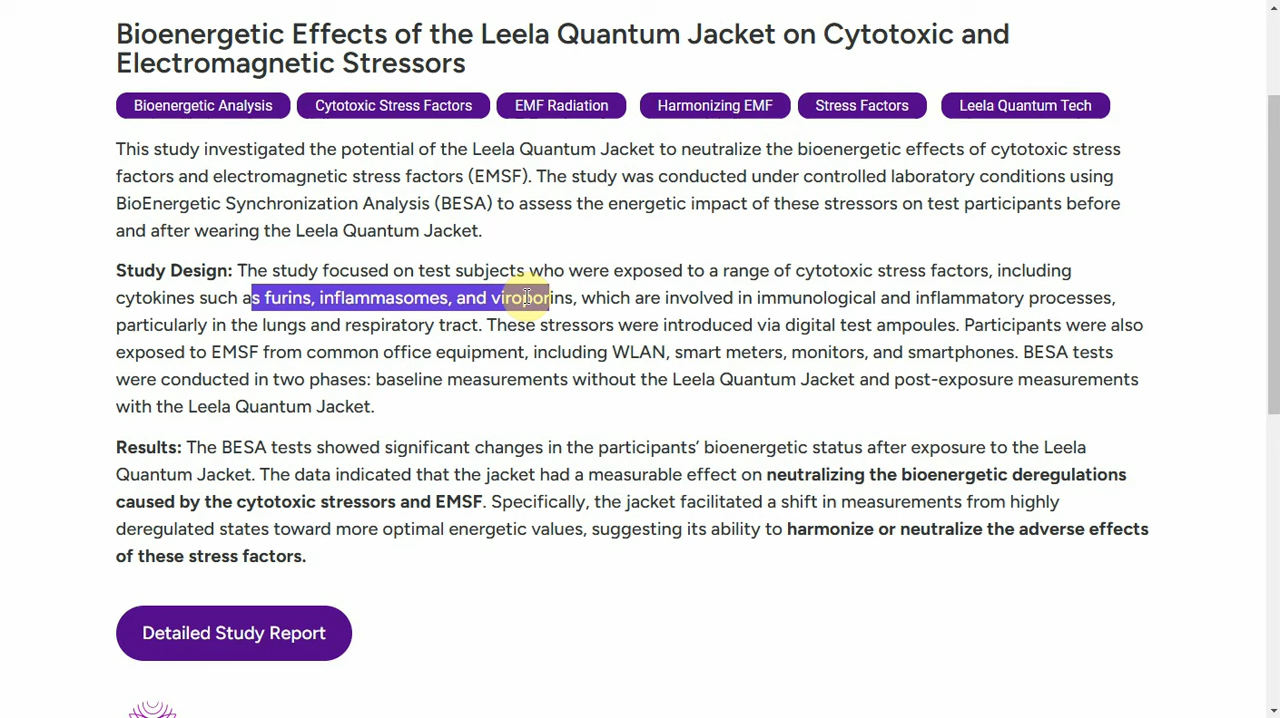 Bioenergetic Effects of the Leela Quantum Jacket on Cytotoxic and
Electromagnetic Stressors
Bioenergetic Analysis Cytotoxic Stress Factors EMF Radiation Harmonizing EMF Stress Factors Leela Quantum Tech
This study investigated the potential of the Leela Quantum Jacket to neutralize the bioenergetic effects of cytotoxic stress
factors and electromagnetic stress factors (EMSF). The study was conducted under controlled laboratory conditions using
BioEnergetic Synchronization Analysis (BESA) to assess the energetic impact of these stressors on test participants before
and after wearing the Leela Quantum Jacket.
Study Design: The study focused on test subjects who were exposed to a range of cytotoxic stress factors, including
cytokines such as furins, inflammasomes, and viroporins, which are involved in immunological and inflammatory processes,
particularly in the lungs and respiratory tract. These stressors were introduced via digital test ampoules. Participants were also
exposed to EMSF from common office equipment, including WLAN, smart meters, monitors, and smartphones. BESA tests
were conducted in two phases: baseline measurements without the Leela Quantum Jacket and post-exposure measurements
with the Leela Quantum Jacket.
Results: The BESA tests showed significant changes in the participants’ bioenergetic status after exposure to the Leela
Quantum Jacket. The data indicated that the jacket had a measurable effect on neutralizing the bioenergetic deregulations
caused by the cytotoxic stressors and EMSF. Specifically, the jacket facilitated a shift in measurements from highly
deregulated states toward more optimal energetic values, suggesting its ability to harmonize or neutralize the adverse effects
of these stress factors.
Detailed Study Report